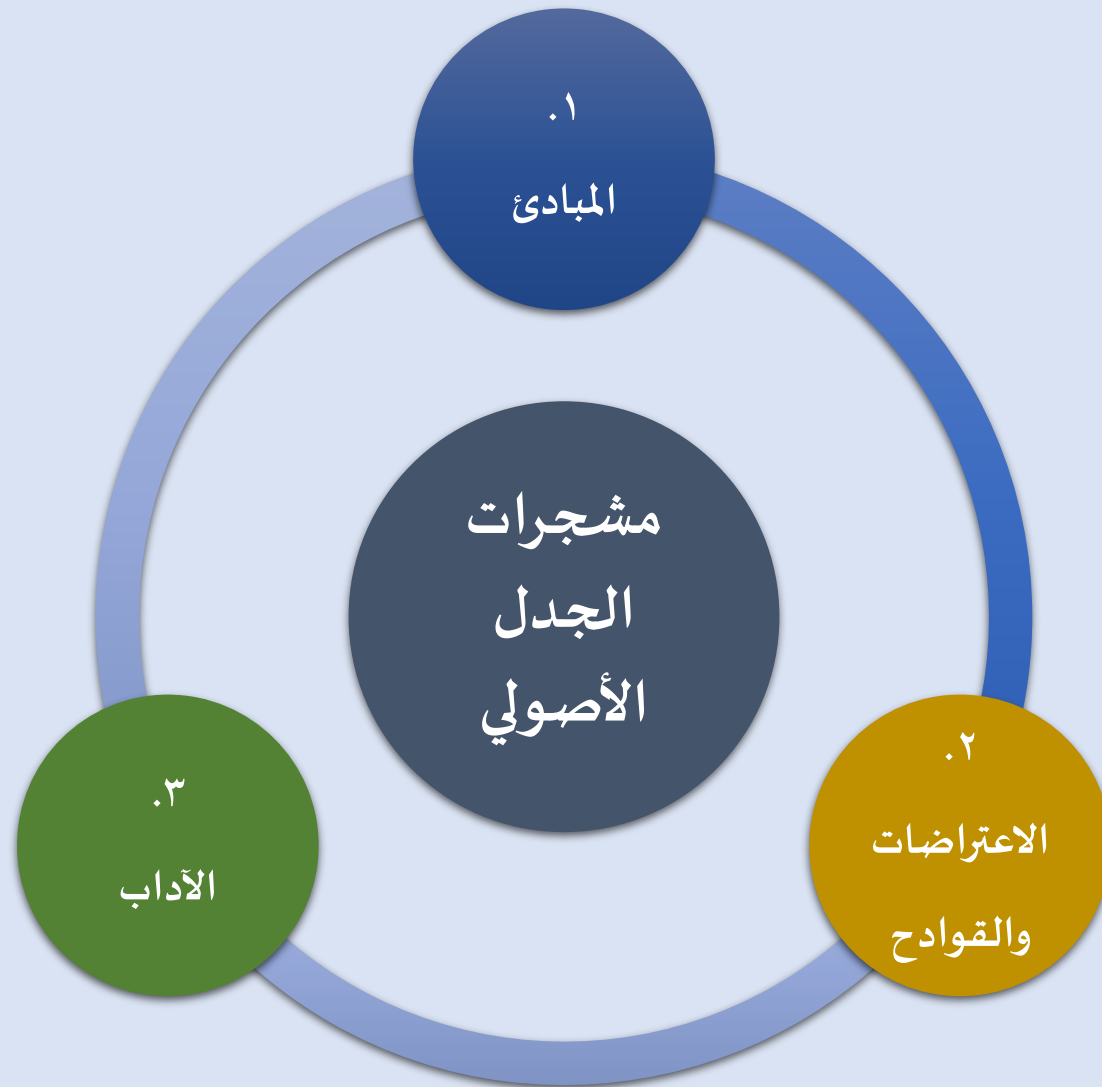 ١.
المبادئ
مشجرات
الجدل
الأصولي
٢.
الاعتراضات
والقوادح
٣.
الآداب